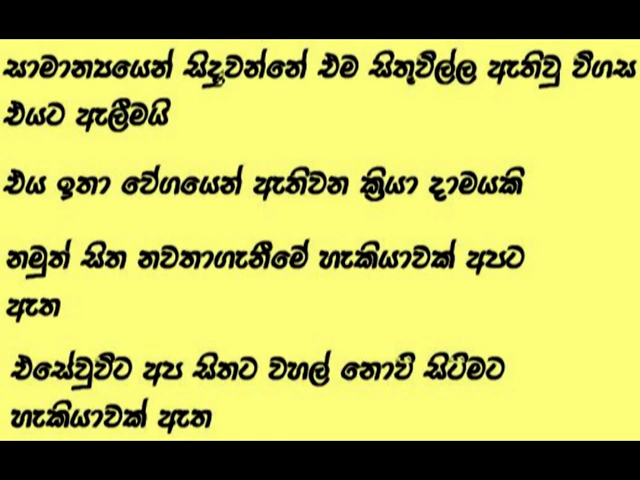 සාමාන්‍යයෙන් සිදුවන්නේ එම සිතුවිල්ල ඇතිවූ විගස
එයට ඇලීමයි
එය ඉතා වේගයෙන් ඇතිවන ක්‍රියා දාමයකි
නමුත් සිත නවතාගැනීමේ හැකියාවක් අපට
ඇත
එසේවූවිට අප සිතට වහල් නොවී සිටීමට
හැකියාවක් ඇත